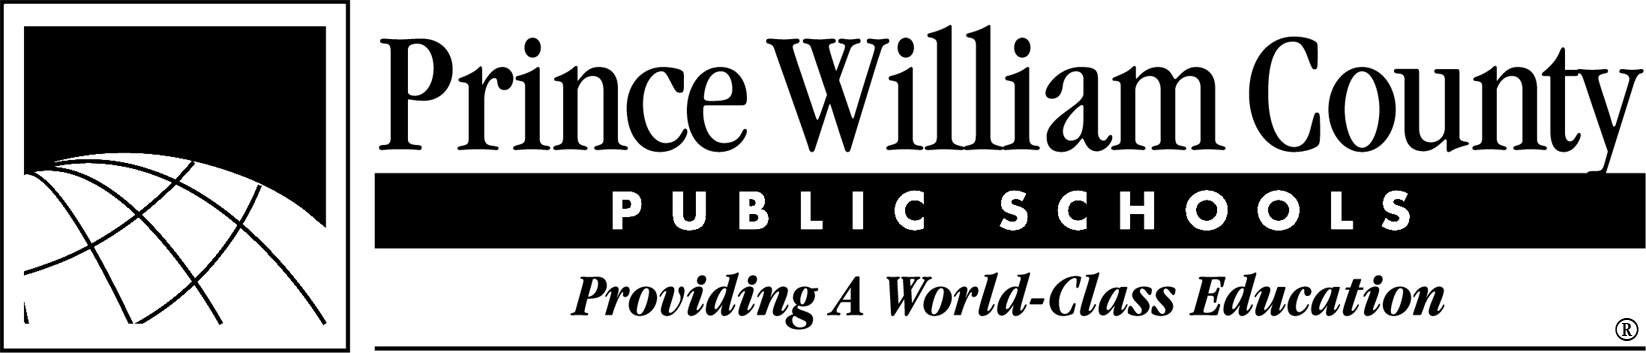 Prince William County
PUBLIC SCHOOLS
Providing A World-Class Education
®